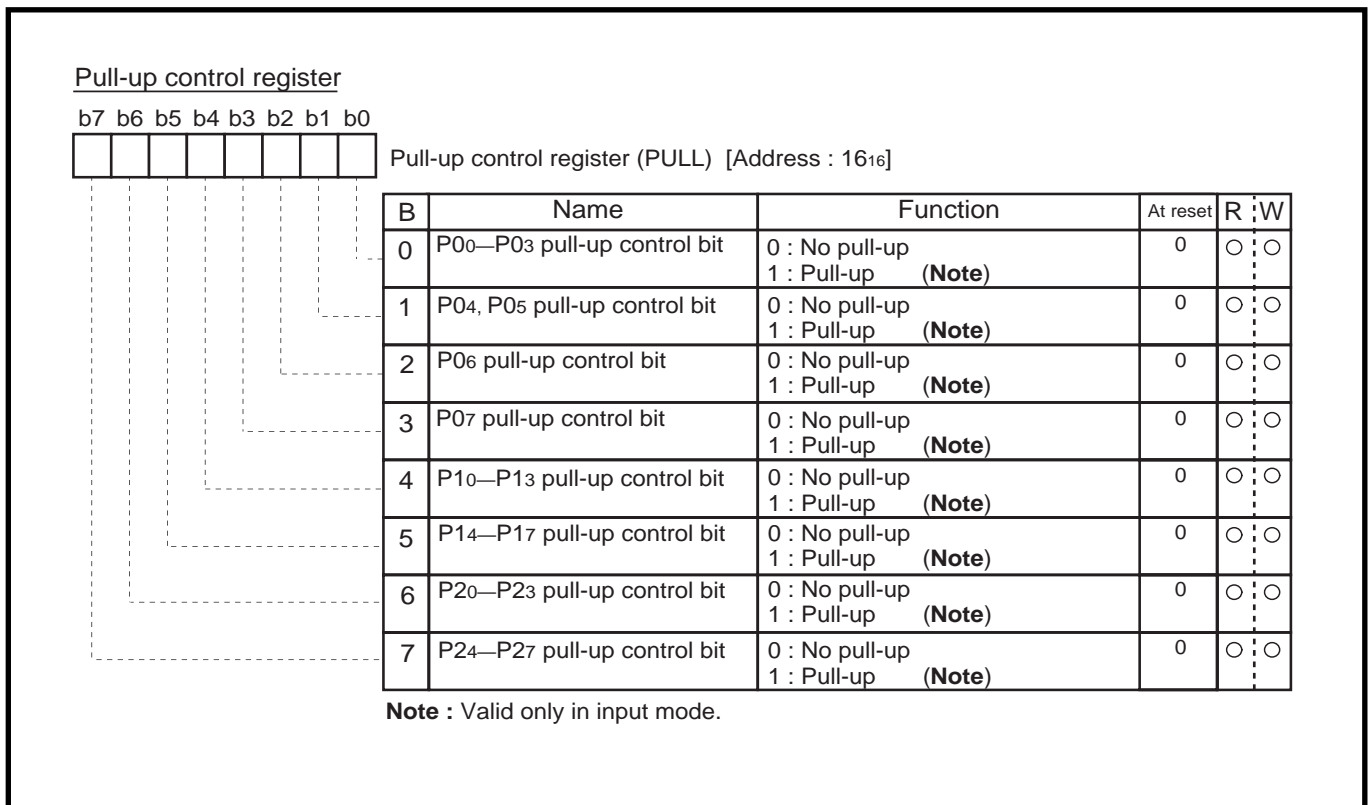 Pull-up control register
b7 b6 b5 b4 b3 b2 b1 b0
Pull-up control register (PULL) [Address : 1616]
B Name Function At reset R W
0 P00—P03 pull-up control bit 0 : No pull-up 0 ○ ○
1 : Pull-up (Note)
1 P04, P05 pull-up control bit 0 : No pull-up 0 ○ ○
1 : Pull-up (Note)
2 P06 pull-up control bit 0 : No pull-up 0 ○ ○
1 : Pull-up (Note)
3 P07 pull-up control bit 0 : No pull-up 0 ○ ○
1 : Pull-up (Note)
4 P10—P13 pull-up control bit 0 : No pull-up 0 ○ ○
1 : Pull-up (Note)
5 P14—P17 pull-up control bit 0 : No pull-up 0 ○ ○
1 : Pull-up (Note)
6 P20—P23 pull-up control bit 0 : No pull-up 0 ○ ○
1 : Pull-up (Note)
7 P24—P27 pull-up control bit 0 : No pull-up 0 ○ ○
1 : Pull-up (Note)
Note : Valid only in input mode.